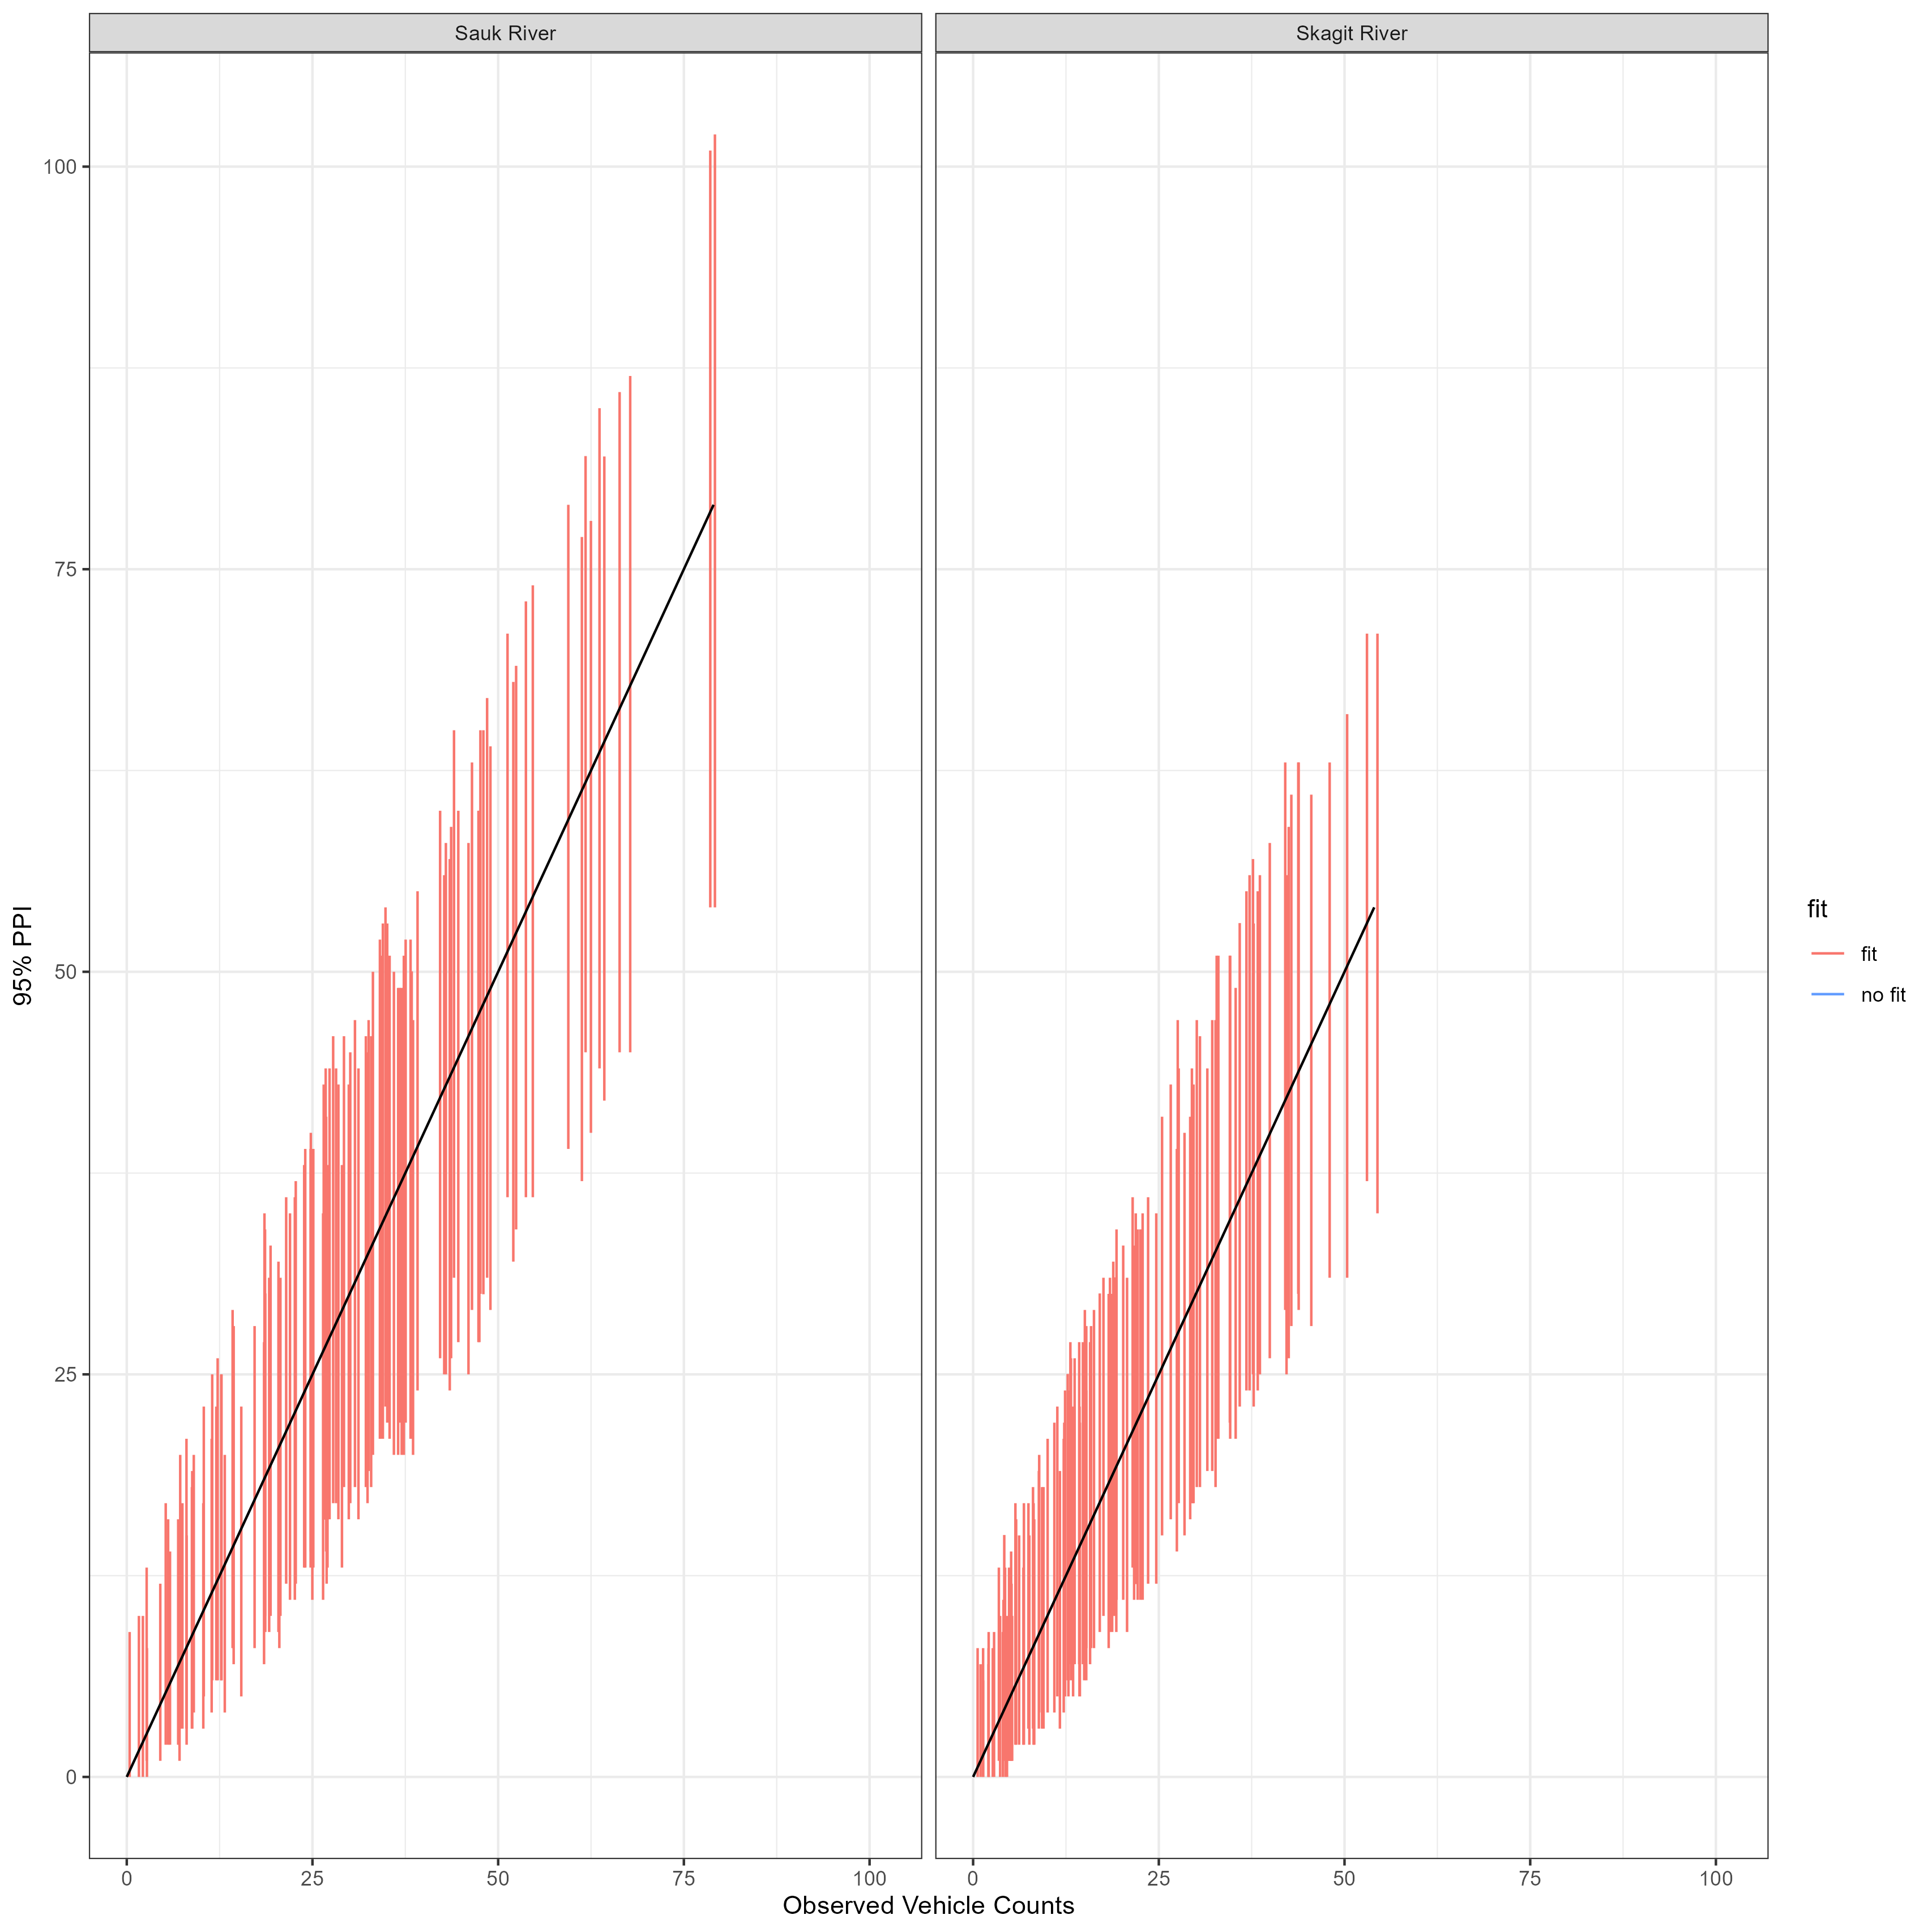 Sauk River
Skagit River
100
75
50
25
0
95% PPI
0 25 50 75 100
0 25 50 75 100
Observed Vehicle Counts
fit
fit
no fit